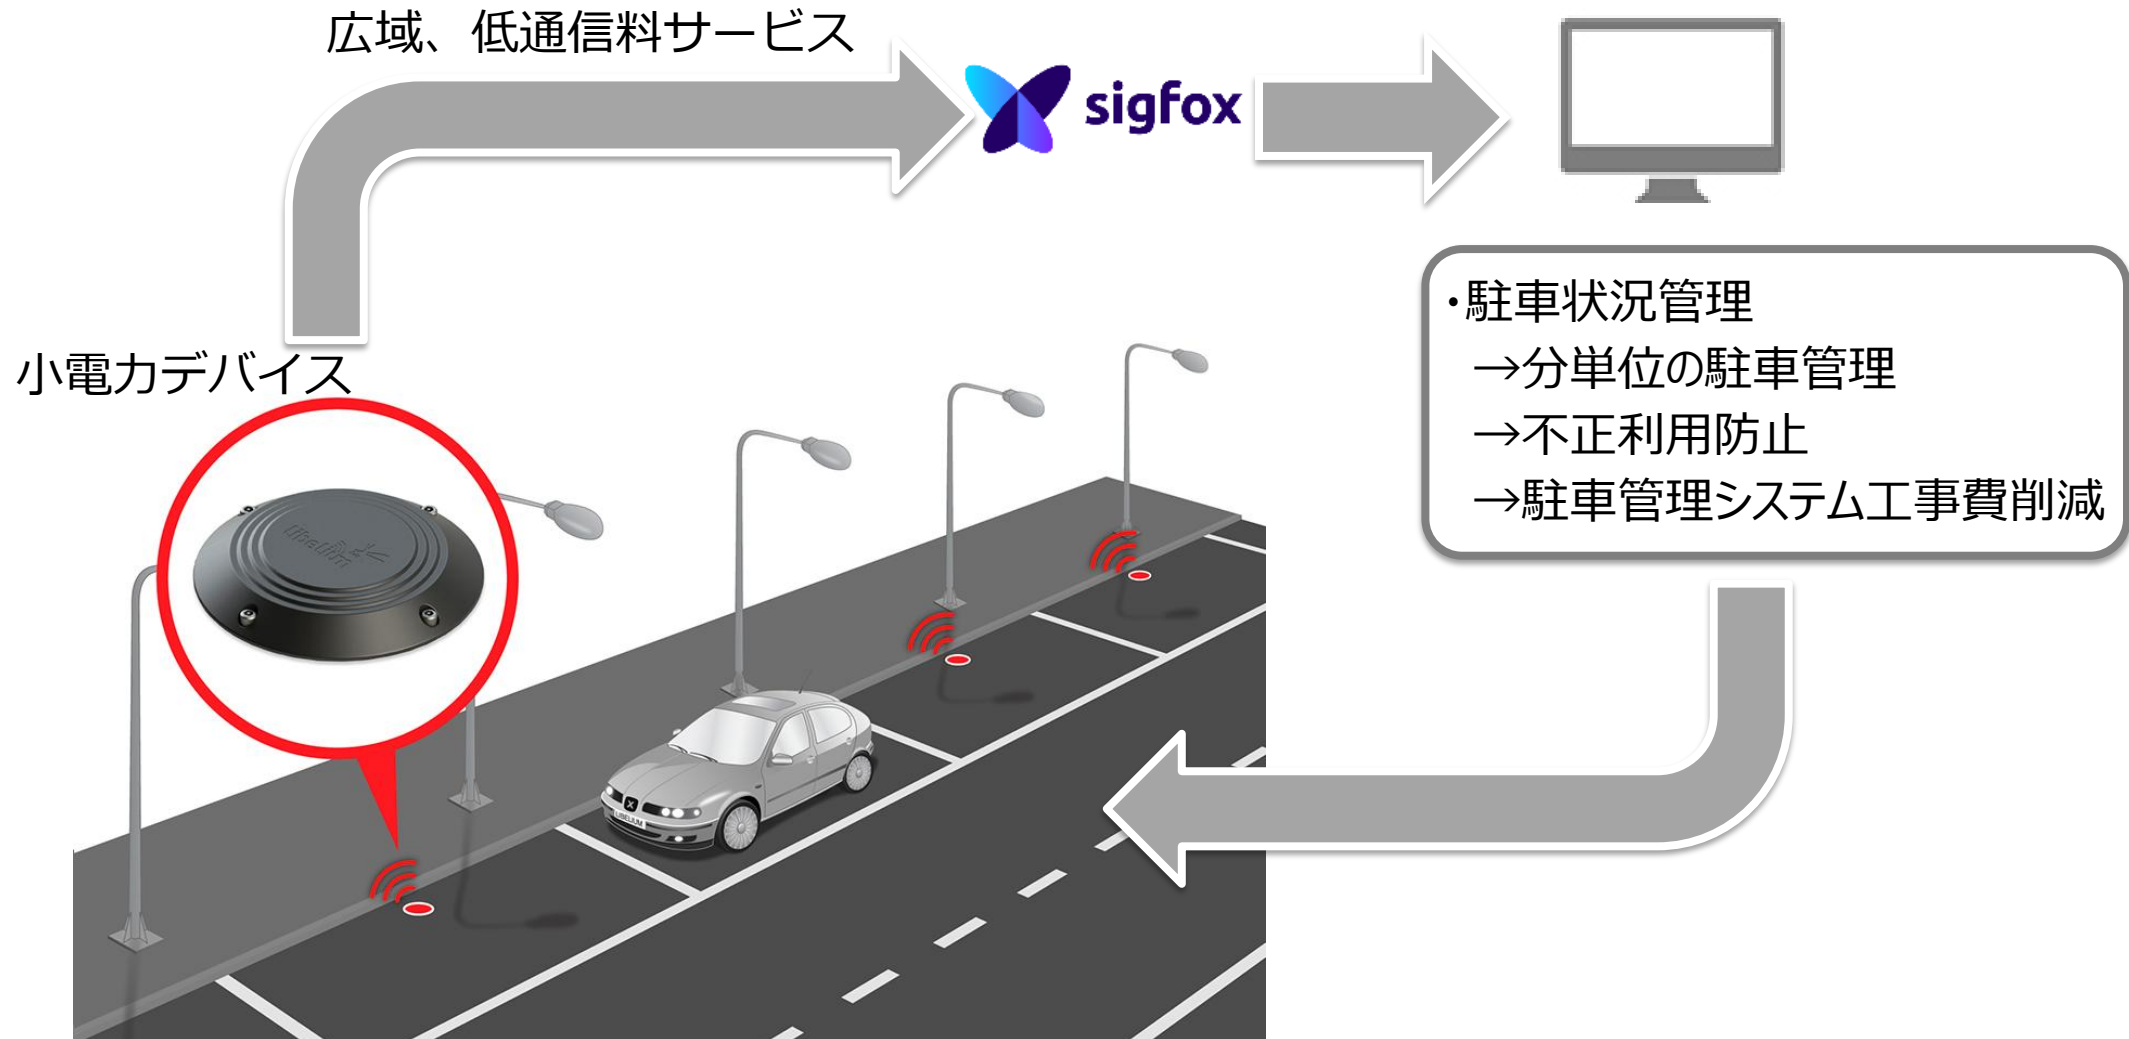 広域、低通信料サービス
sigfox
小電力デバイス
libelium
・駐車状況管理
→分単位の駐車管理
→不正利用防止
→駐車管理システム工事費削減
LIBELIUM